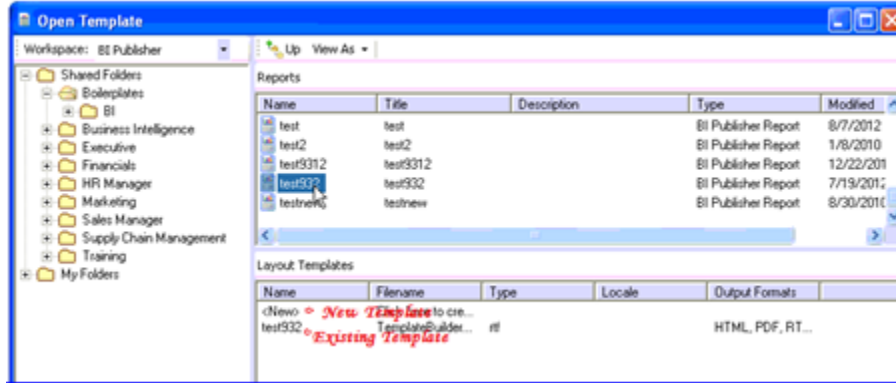 Open Template
Workspace: BI Publisher
Up View As
Shared Folders
Boilerplates
BI
Business Intelligence
Executive
Financials
HR Manager
Marketing
Sales Manager
Supply Chain Management
Training
My Folders
Reports
Name Title Description Type Modified
test test BI Publisher Report 8/7/2012
test2 test2 BI Publisher Report 1/8/2010
test9312 test9312 BI Publisher Report 12/22/201
test932 test932 BI Publisher Report 7/19/2012
testnew testnew BI Publisher Report 8/30/2010
Layout Templates
Name Filename Type Locale Output Formats
<New> New Template to cre...
test932 TemplateBuilder... rtf HTML, PDF, RT...
Existing Template